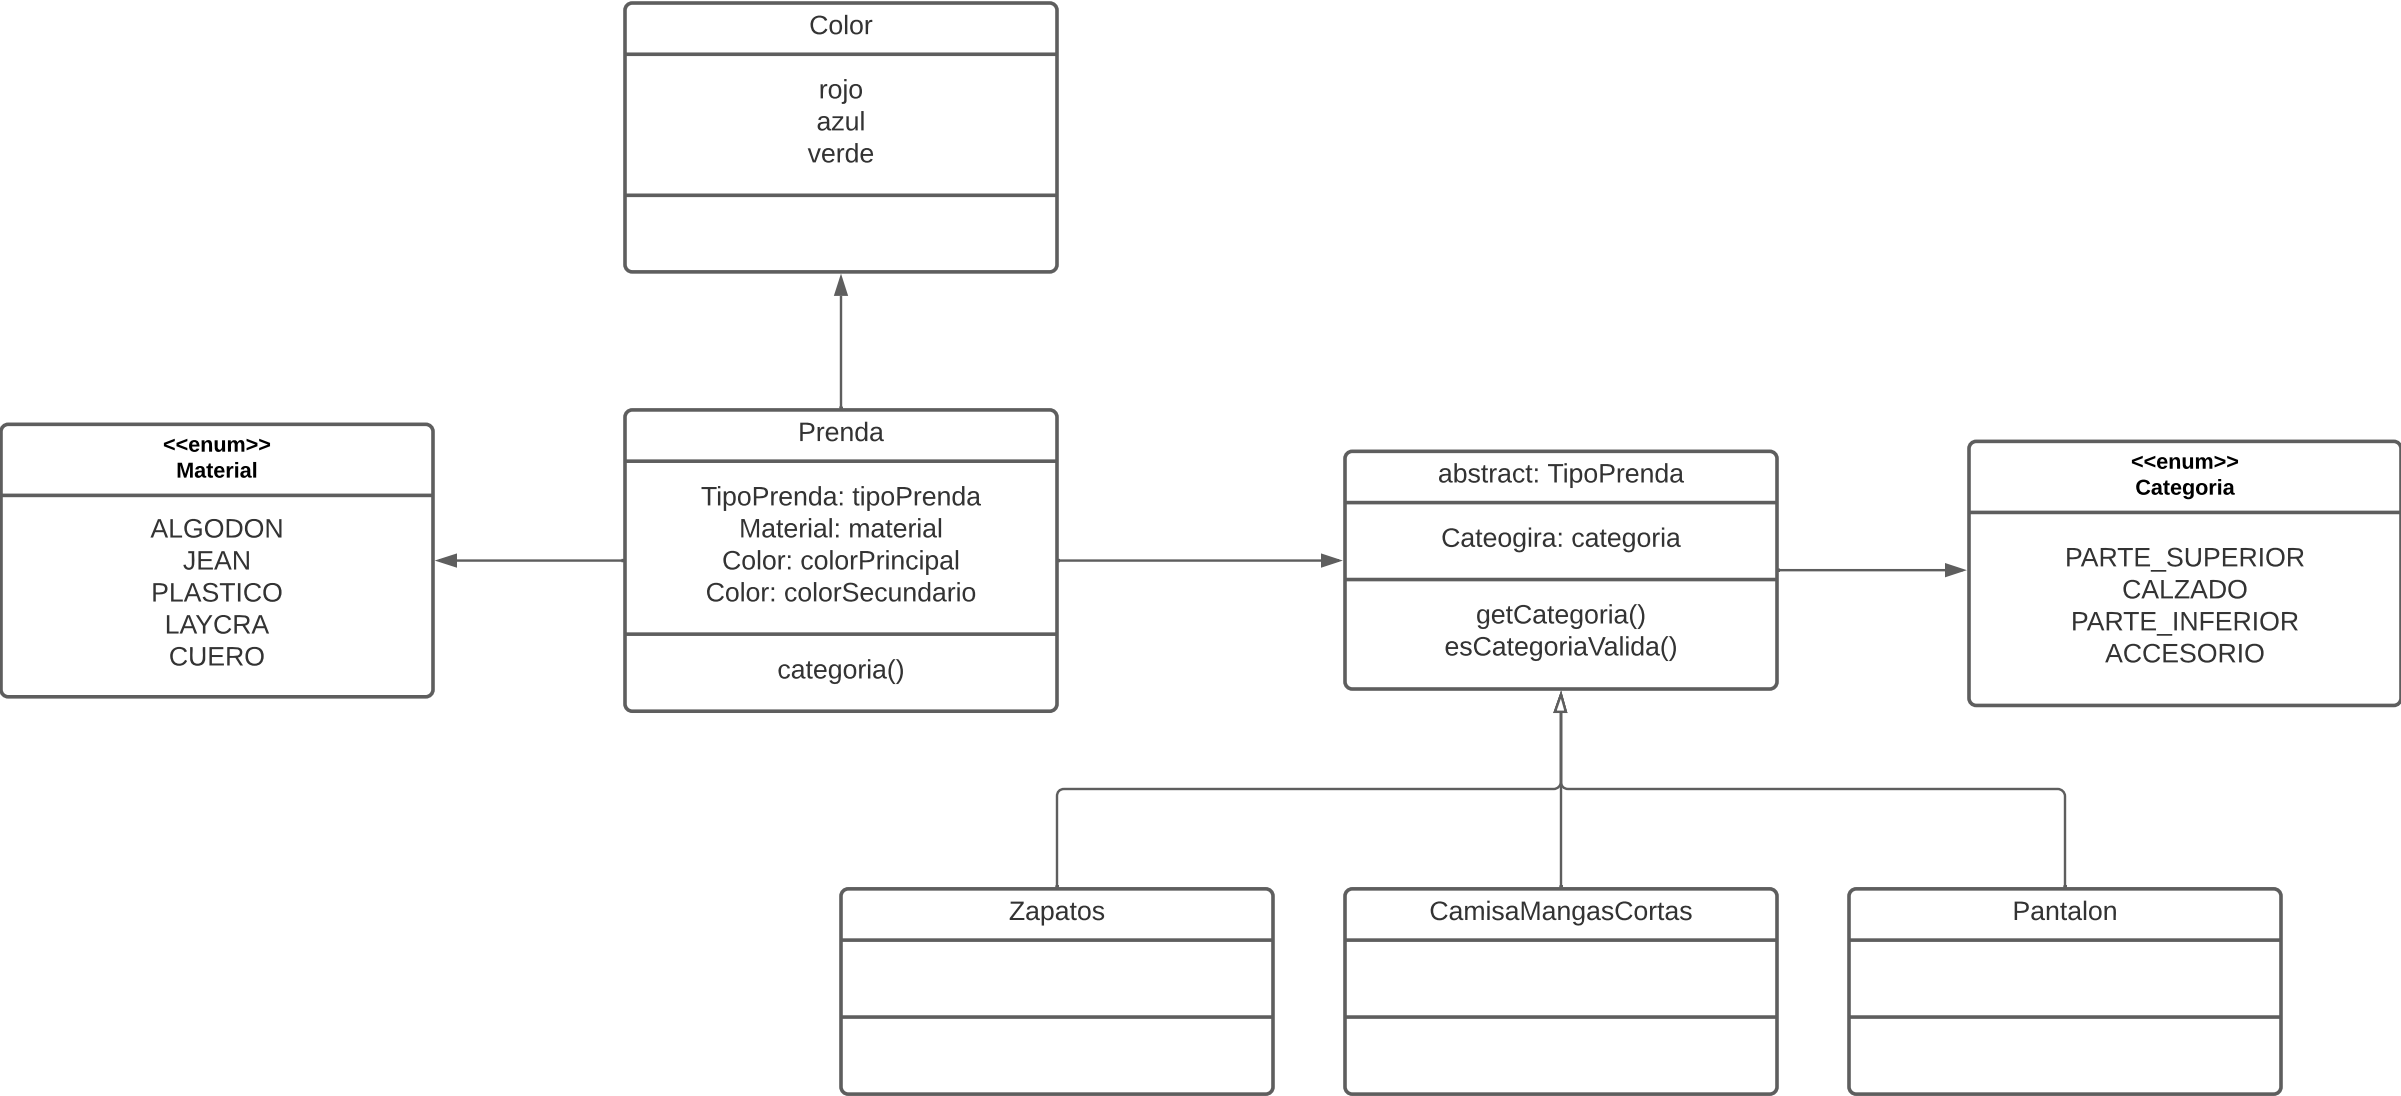 Color
rojo
azul
verde
<<enum>>
Material
ALGODON
JEAN
PLASTICO
LAYCRA
CUERO
Prenda
TipoPrenda: tipoPrenda
Material: material
Color: colorPrincipal
Color: colorSecundario
categoria()
abstract: TipoPrenda
Cateogira: categoria
getCategoria()
esCategoriaValida()
<<enum>>
Categoria
PARTE_SUPERIOR
CALZADO
PARTE_INFERIOR
ACCESORIO
Zapatos
CamisaMangasCortas
Pantalon